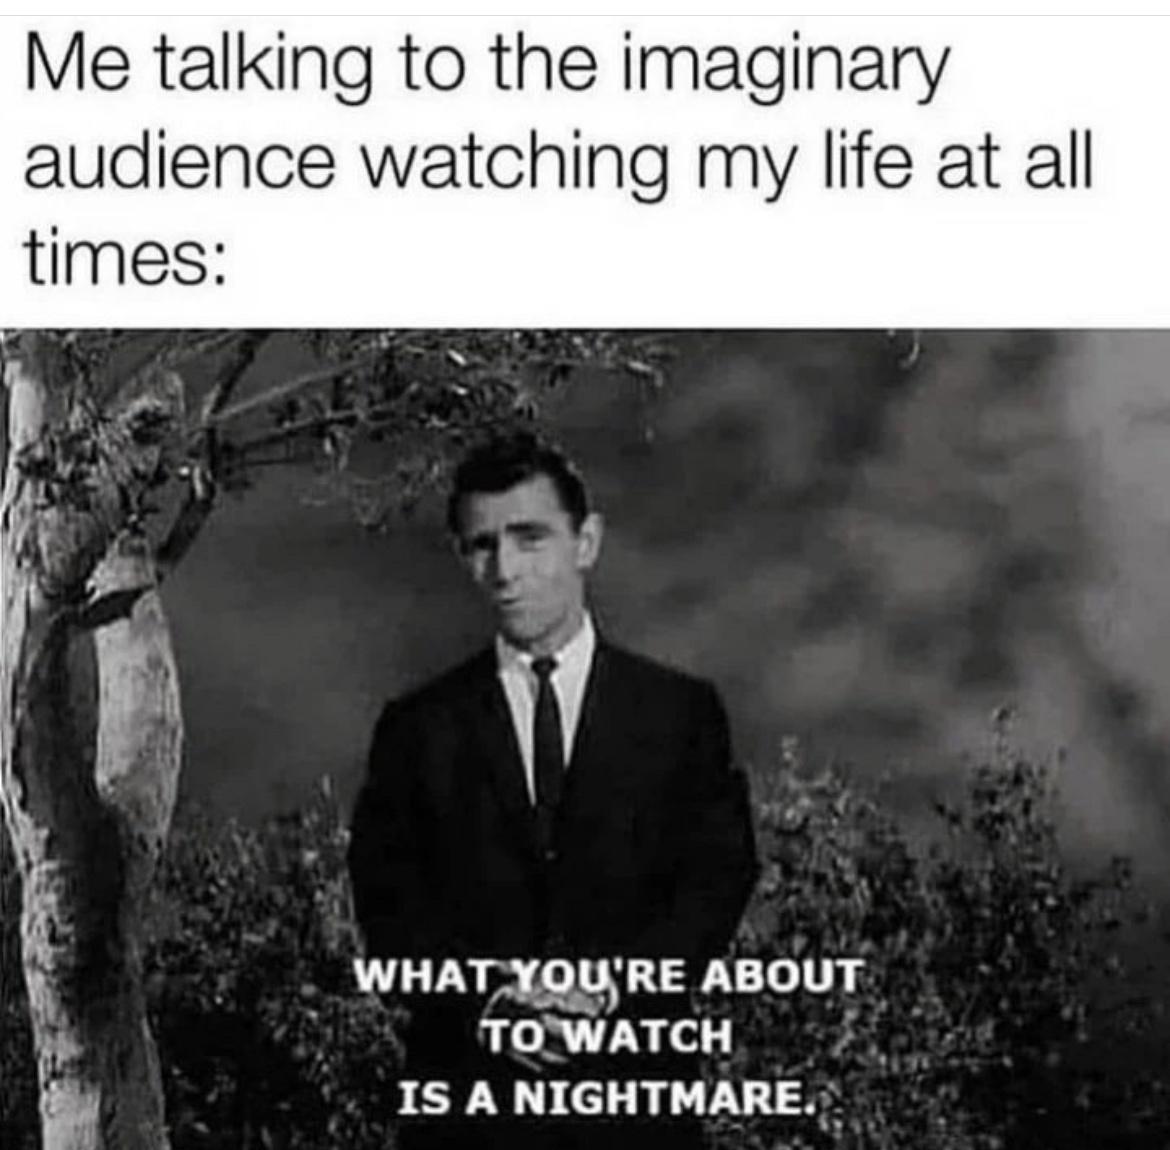 Me talking to the imaginary
audience watching my life at all
times:
WHAT YOU'RE ABOUT
TO WATCH
IS A NIGHTMARE.